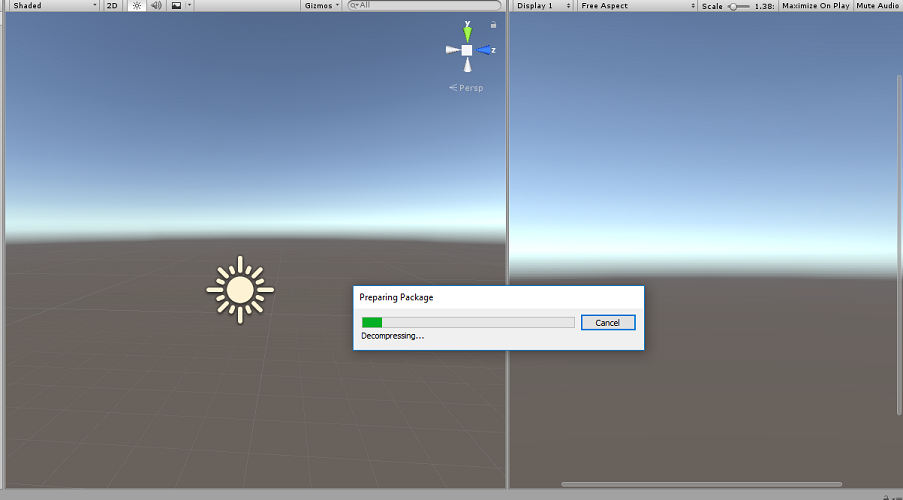 Shaded 2D Gizmos All Display 1 Free Aspect Scale 1.38: Maximize On Play Mute Audio
y
z
Persp
Preparing Package
Cancel
Decompressing...